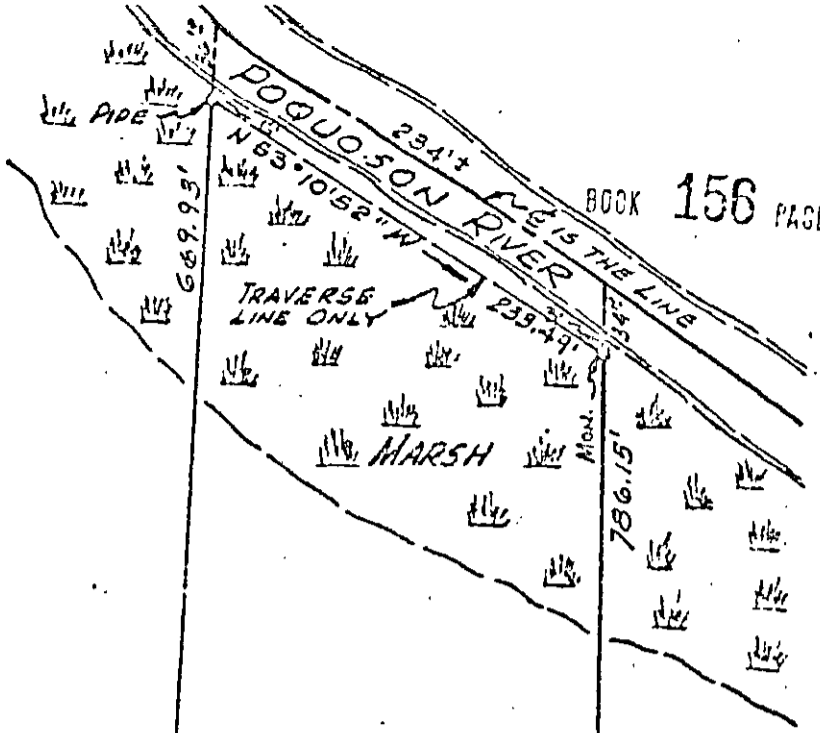 PIPE
POQUOSON RIVER
234'±
℄ IS THE LINE
BOOK 156 PAGE
N 63°10'52" W
669.93'
TRAVERSE
LINE ONLY
239.49'
34'±
MON.
MARSH
786.15'